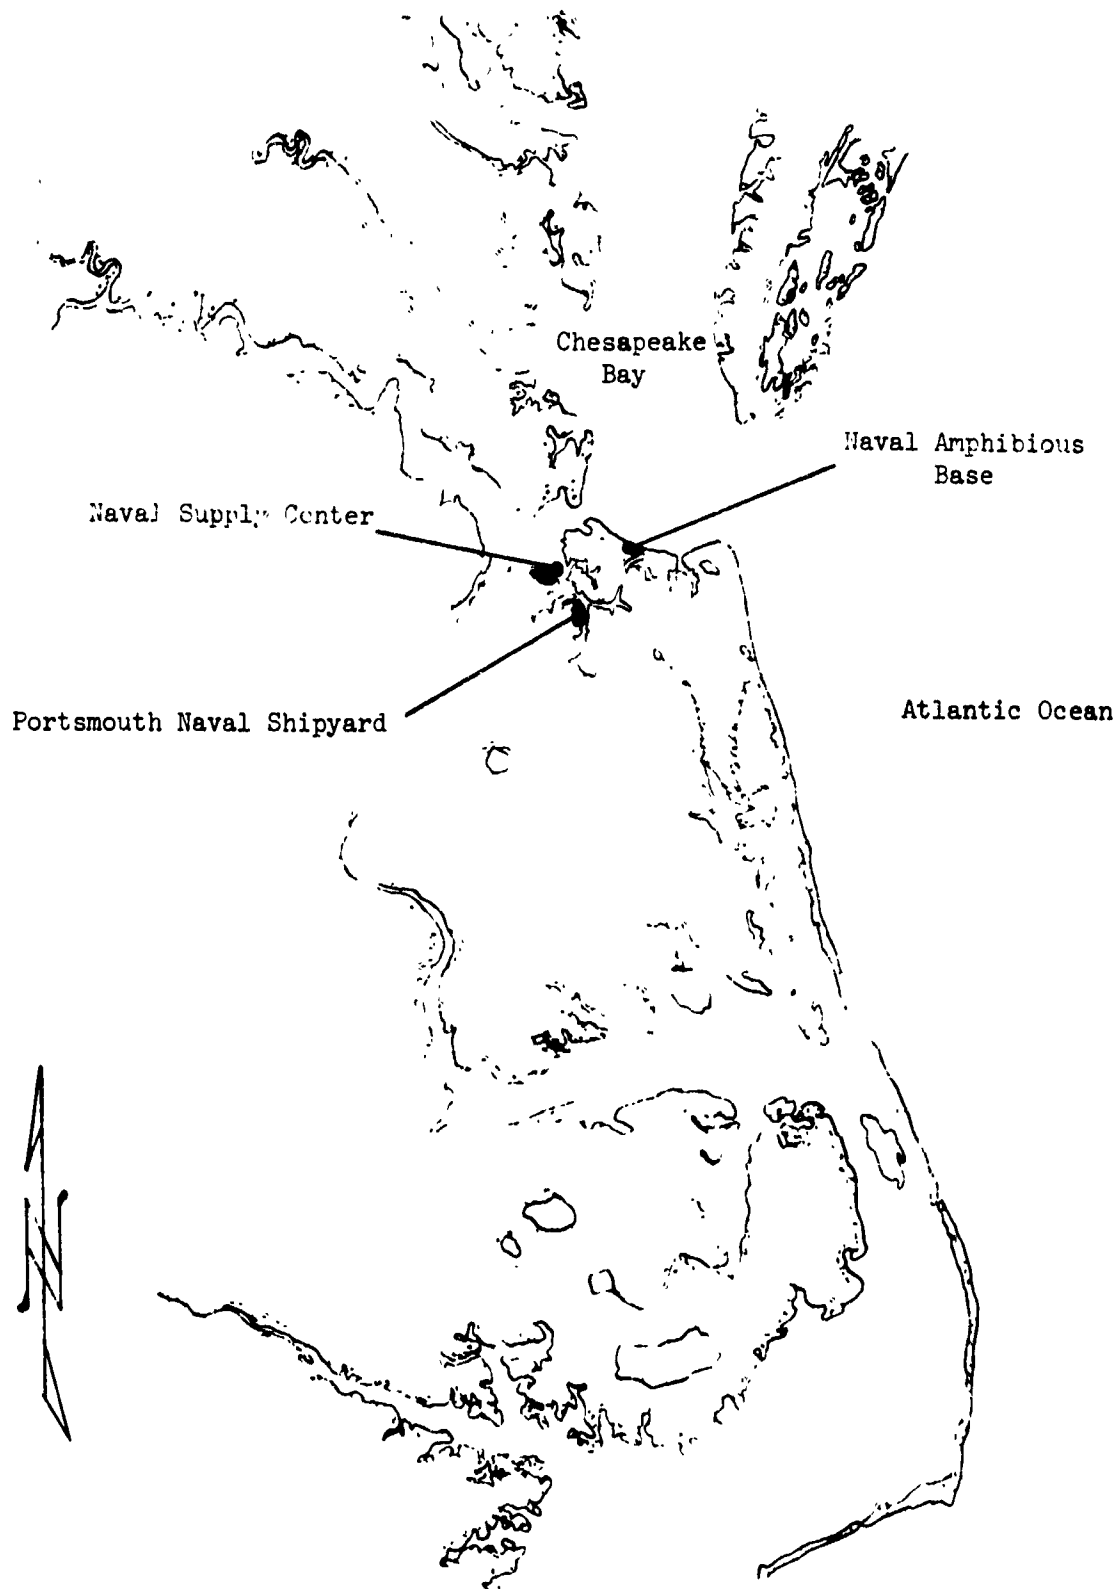 Chesapeake
Bay
Naval Amphibious
Base
Naval Supply Center
Portsmouth Naval Shipyard
Atlantic Ocean
N